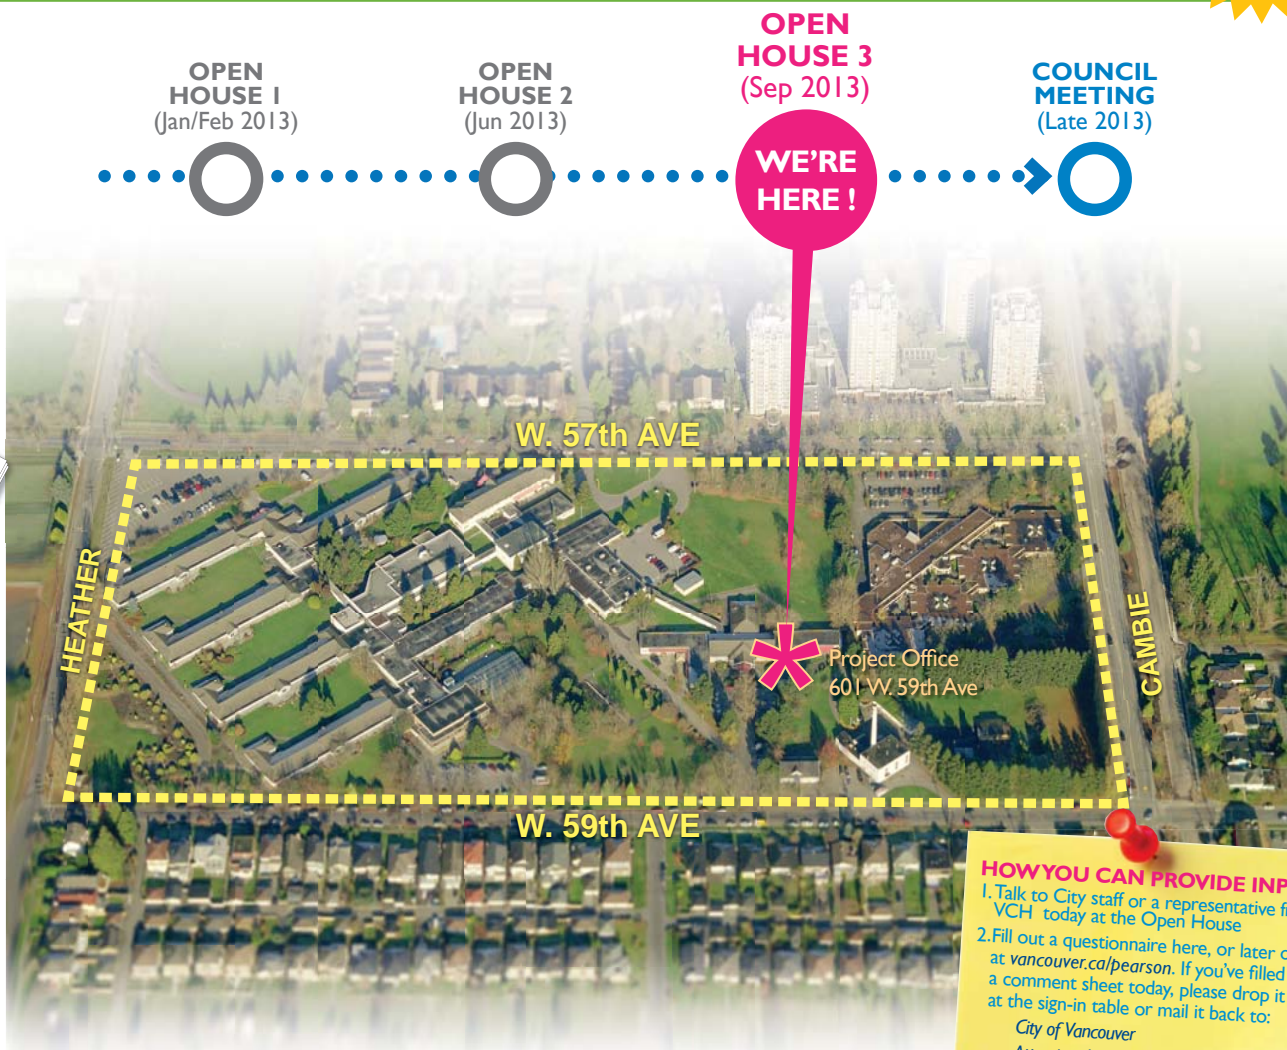 OPEN
HOUSE 1
(Jan/Feb 2013)
OPEN
HOUSE 2
(Jun 2013)
OPEN
HOUSE 3
(Sep 2013)
COUNCIL
MEETING
(Late 2013)
WE'RE
HERE !
W. 57th AVE
HEATHER
CAMBIE
Project Office
601 W. 59th Ave
W. 59th AVE
HOW YOU CAN PROVIDE INP
1. Talk to City staff or a representative f
VCH today at the Open House
2. Fill out a questionnaire here, or later o
at vancouver.ca/pearson. If you've filled
a comment sheet today, please drop it
at the sign-in table or mail it back to:
City of Vancouver